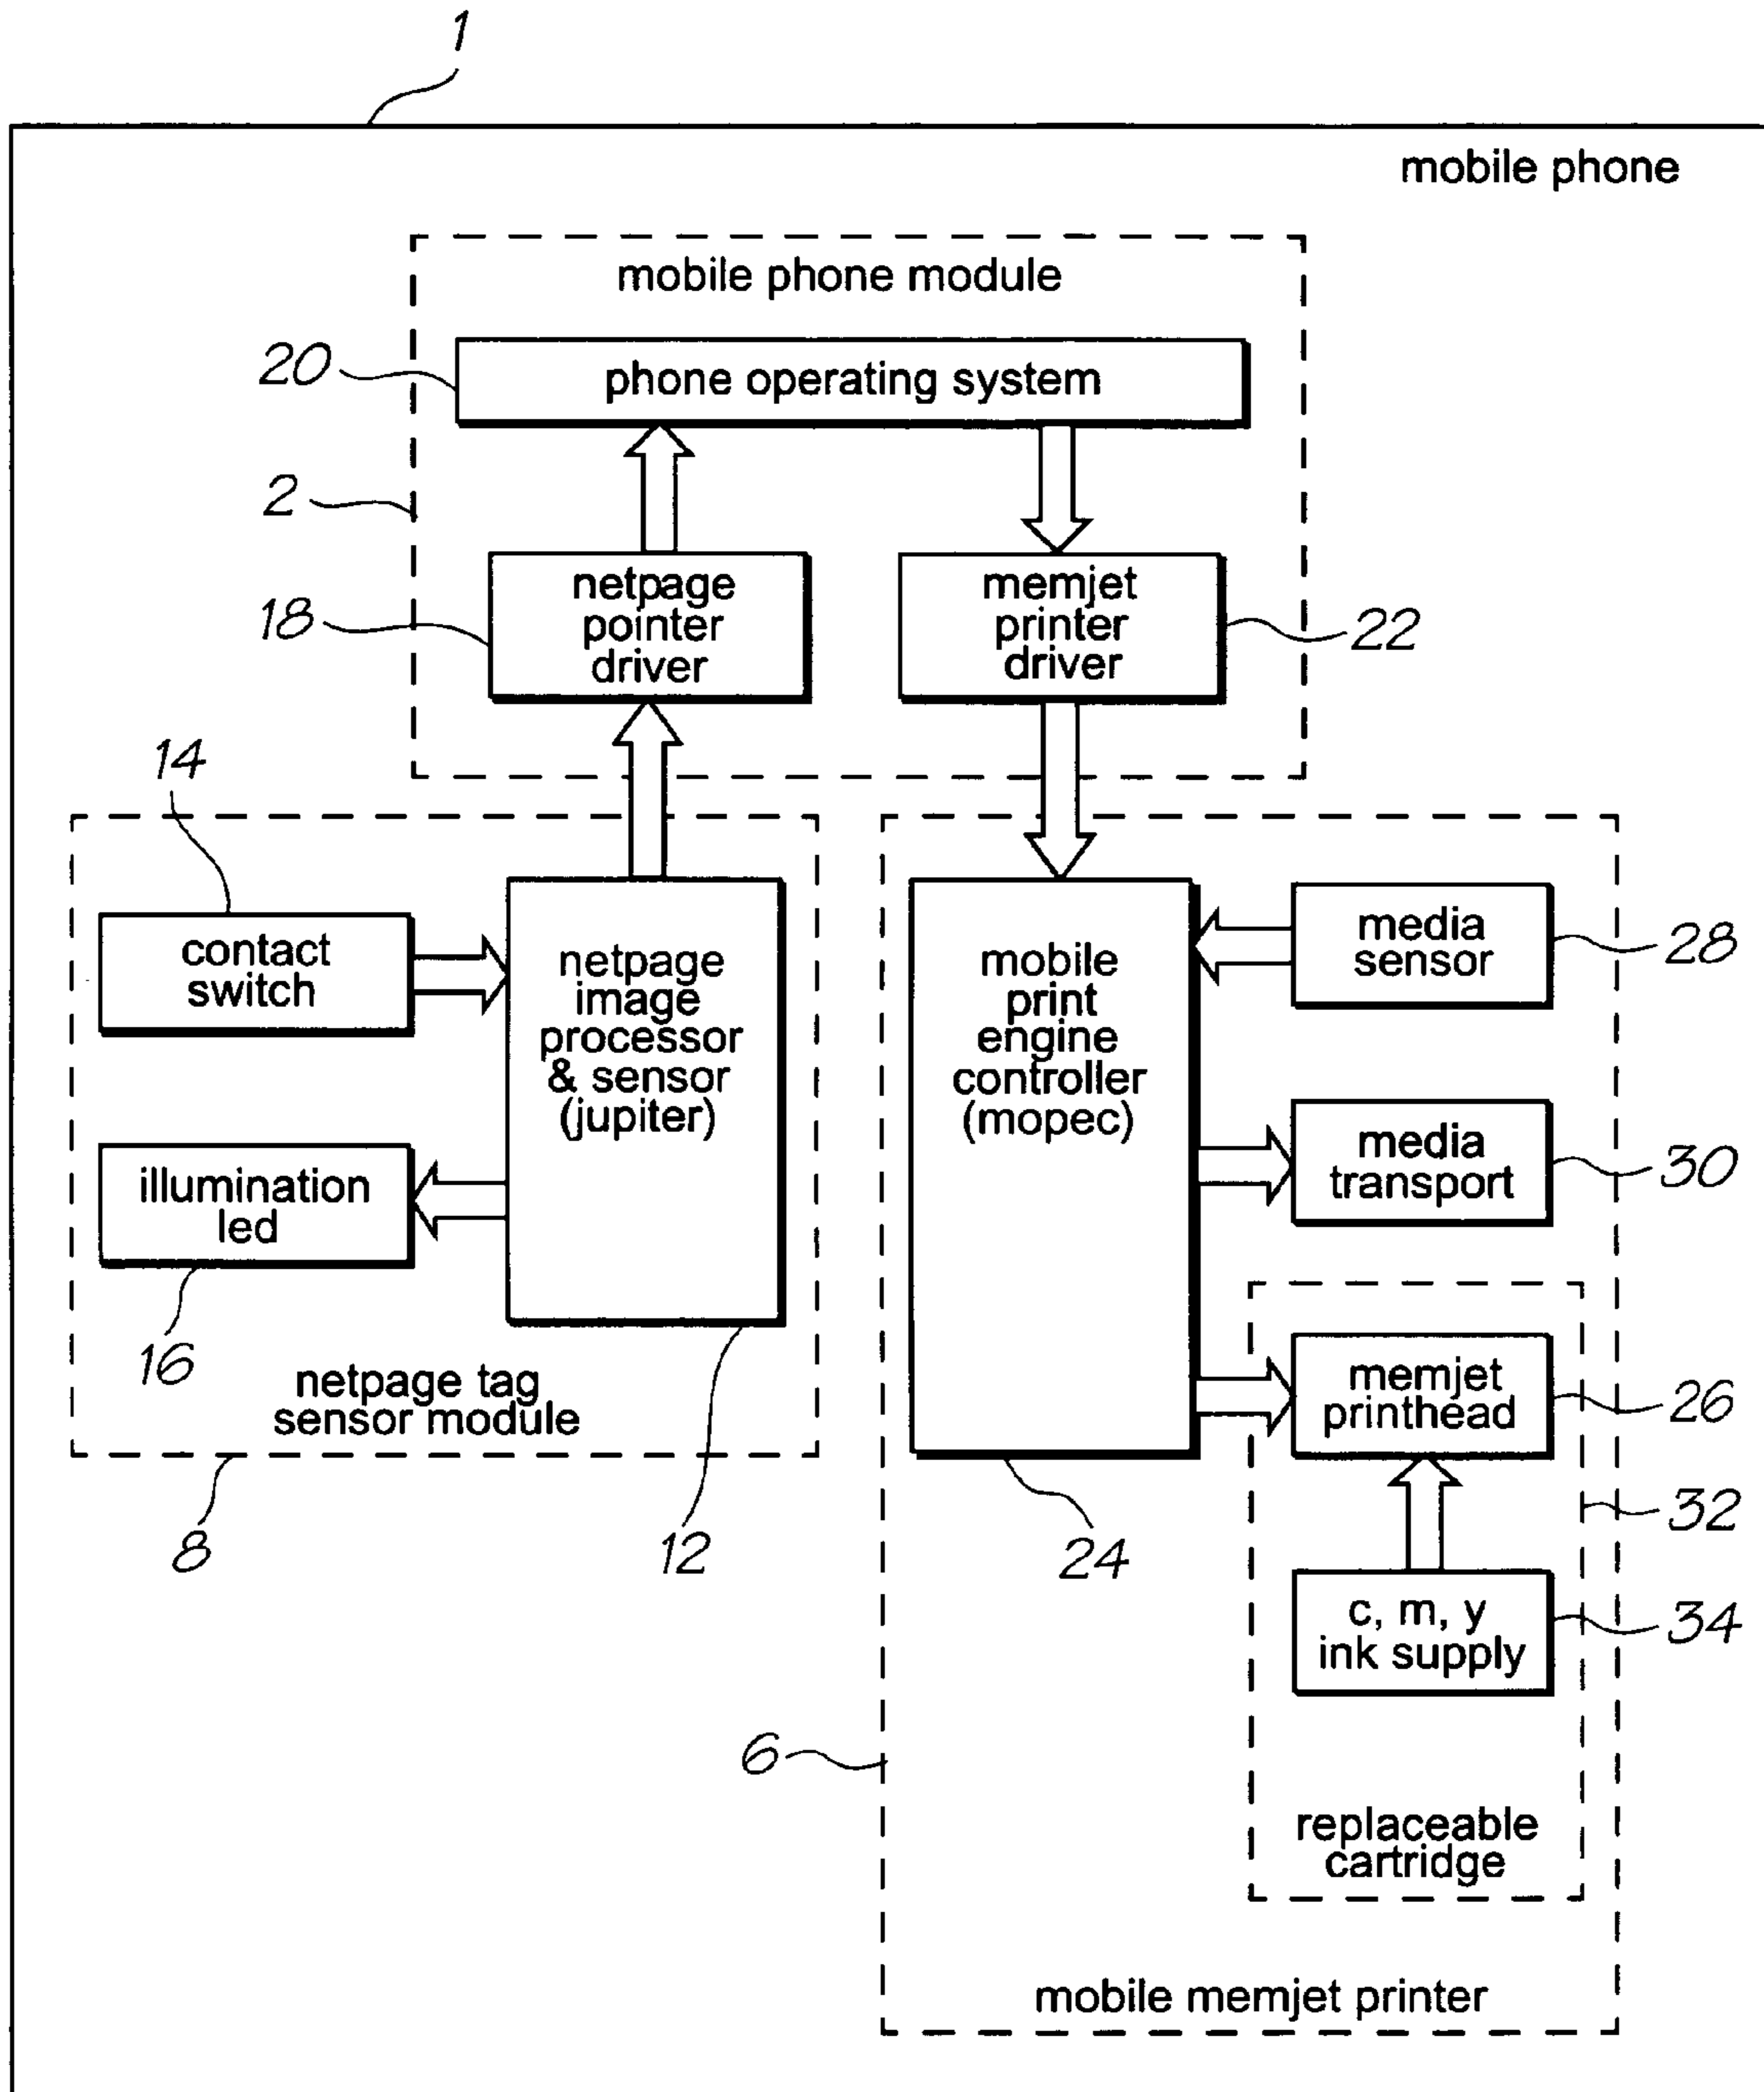 1
mobile phone
mobile phone module
20
phone operating system
2
netpage
pointer
driver
18
memjet
printer
driver
22
14
contact
switch
netpage
image
processor
& sensor
(jupiter)
illumination
led
16
netpage tag
sensor module
8
12
mobile
print
engine
controller
(mopec)
media
sensor
28
media
transport
30
memjet
printhead
26
32
24
c, m, y
ink supply
34
6
replaceable
cartridge
mobile memjet printer